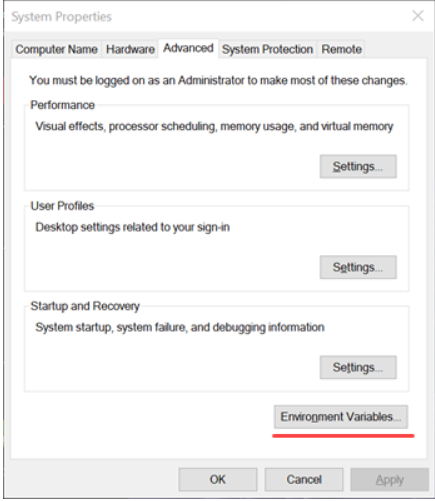 System Properties
Computer Name Hardware Advanced System Protection Remote
You must be logged on as an Administrator to make most of these changes.
Performance
Visual effects, processor scheduling, memory usage, and virtual memory
Settings...
User Profiles
Desktop settings related to your sign-in
Settings...
Startup and Recovery
System startup, system failure, and debugging information
Settings...
Environment Variables...
OK Cancel Apply